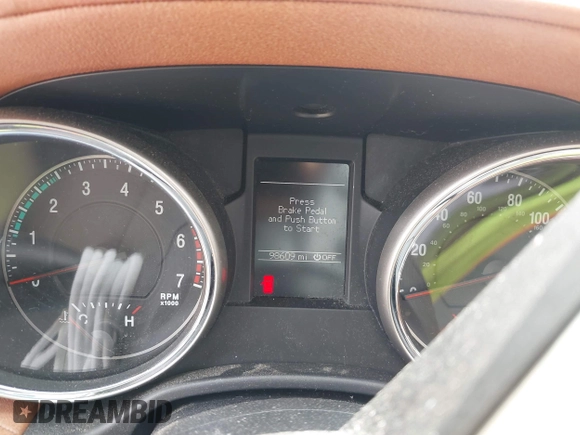 Press
Brake Pedal
and Push Button
to Start
98609 mi OFF
0 1 2 3 4 5 6 7
RPM
x1000
C H
20 40 60 80 100
DREAMBID